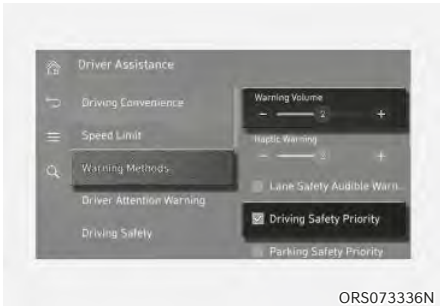 Driver Assistance
Driving Convenience
Speed Limit
Warning Methods
Driver Attention Warning
Driving Safety
Warning Volume
- 2 +
Haptic Warning
- 3 +
Lane Safety Audible Warn..
Driving Safety Priority
Parking Safety Priority
ORS073336N